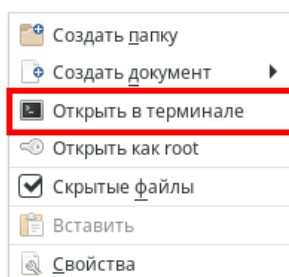 Создать папку
Создать документ
Открыть в терминале
Открыть как root
Скрытые файлы
Вставить
Свойства